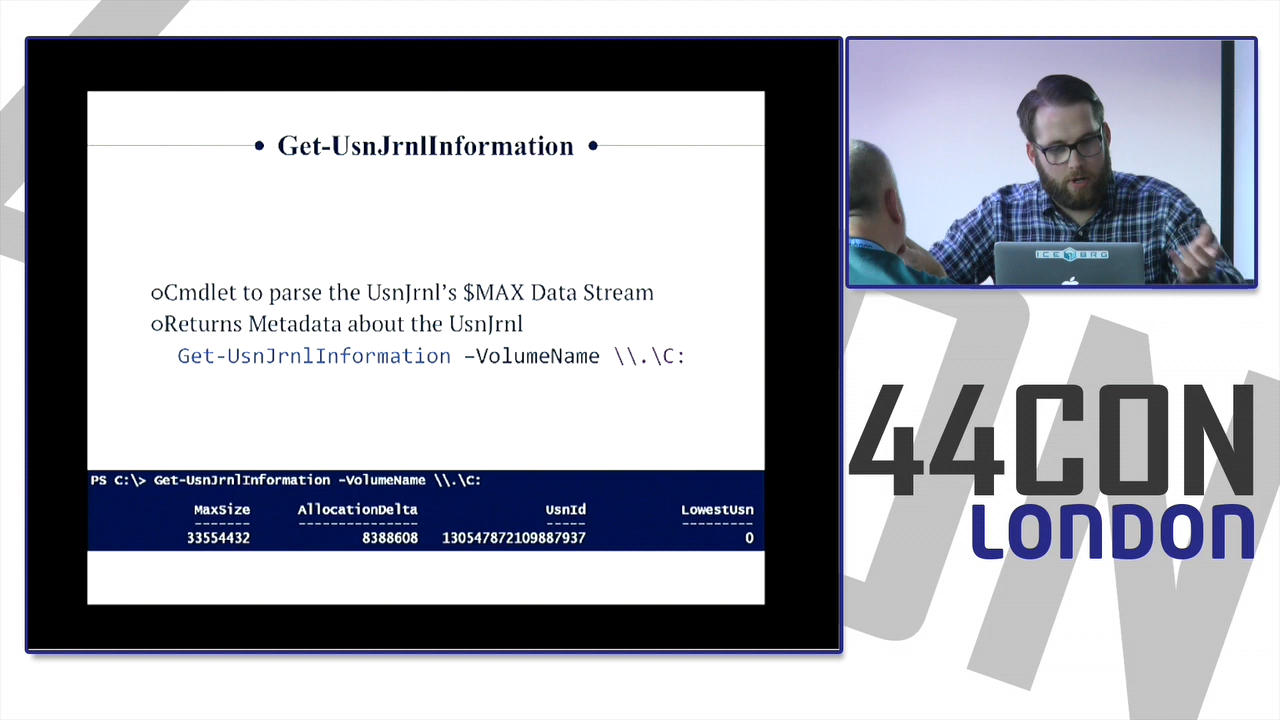 • Get-UsnJrnlInformation •
○Cmdlet to parse the UsnJrnl's $MAX Data Stream
○Returns Metadata about the UsnJrnl
Get-UsnJrnlInformation –VolumeName \\.\C:
PS C:\> Get-UsnJrnlInformation -VolumeName \\.\C:
MaxSize AllocationDelta UsnId LowestUsn
------- --------------- ----- ---------
33554432 8388608 130547872109887937 0
ICEBRG
44CON
LONDON